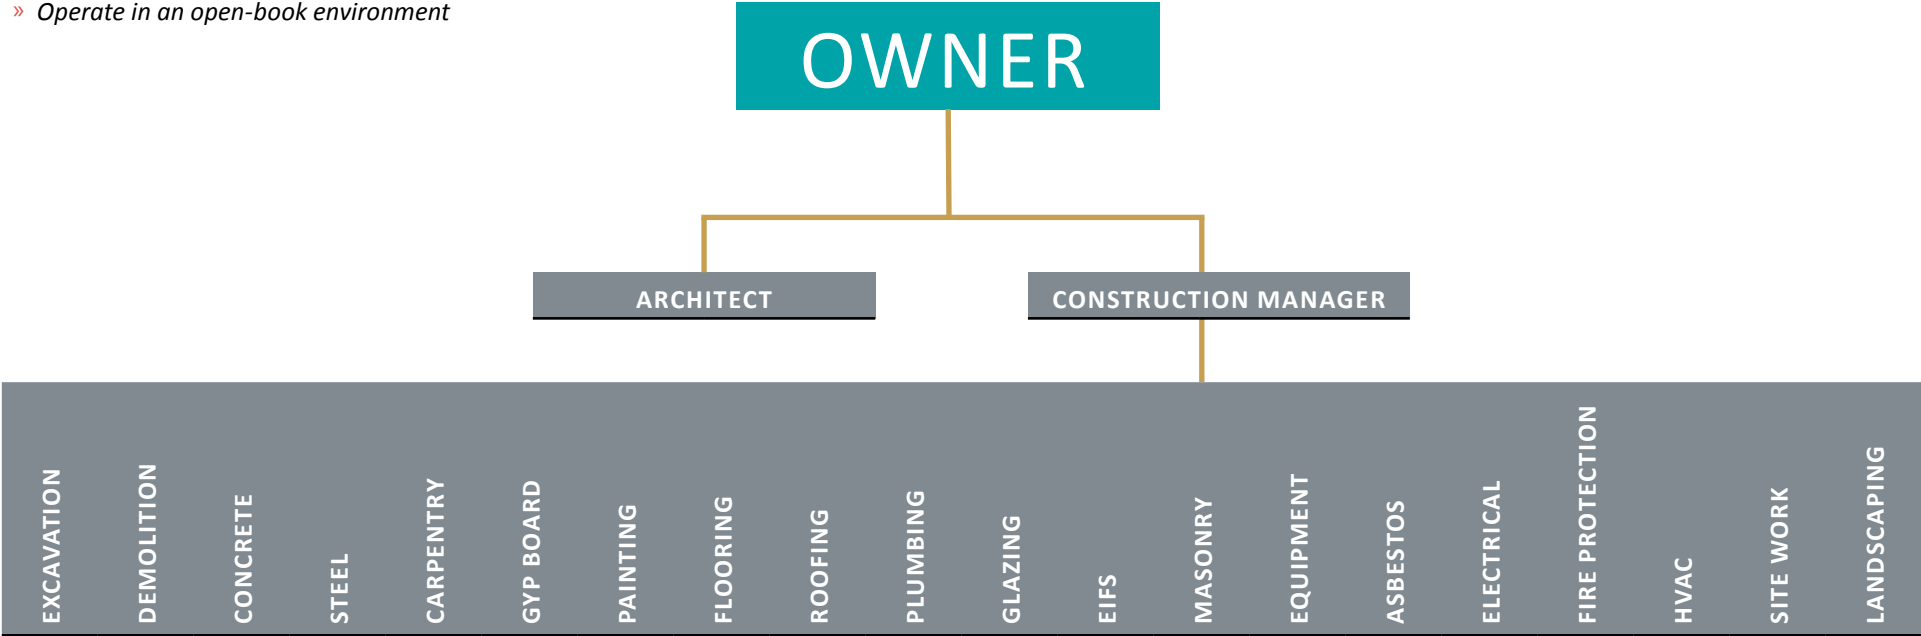 » Operate in an open-book environment
OWNER
ARCHITECT
CONSTRUCTION MANAGER
EXCAVATION
DEMOLITION
CONCRETE
STEEL
CARPENTRY
GYP BOARD
PAINTING
FLOORING
ROOFING
PLUMBING
GLAZING
EIFS
MASONRY
EQUIPMENT
ASBESTOS
ELECTRICAL
FIRE PROTECTION
HVAC
SITE WORK
LANDSCAPING